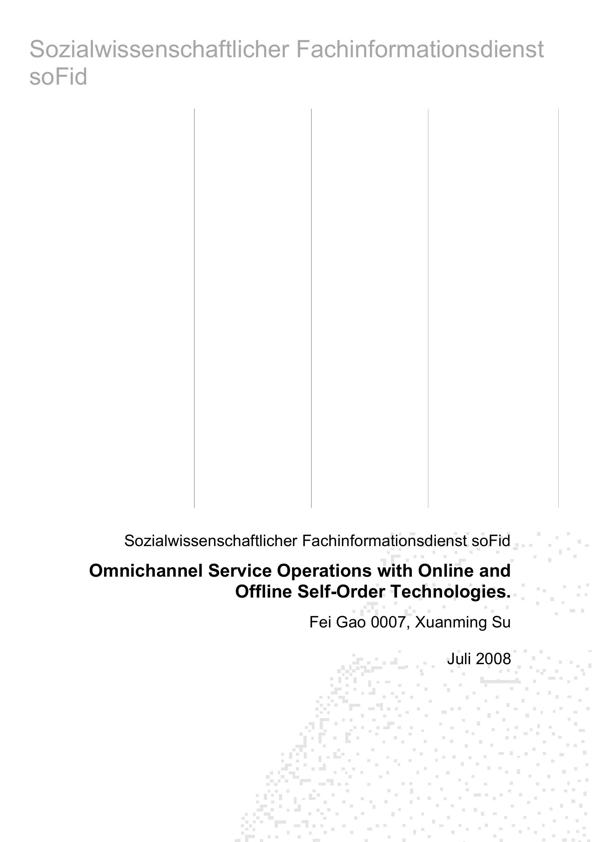 Sozialwissenschaftlicher Fachinformationsdienst
soFid
Sozialwissenschaftlicher Fachinformationsdienst soFid
Omnichannel Service Operations with Online and
Offline Self-Order Technologies.
Fei Gao 0007, Xuanming Su
Juli 2008